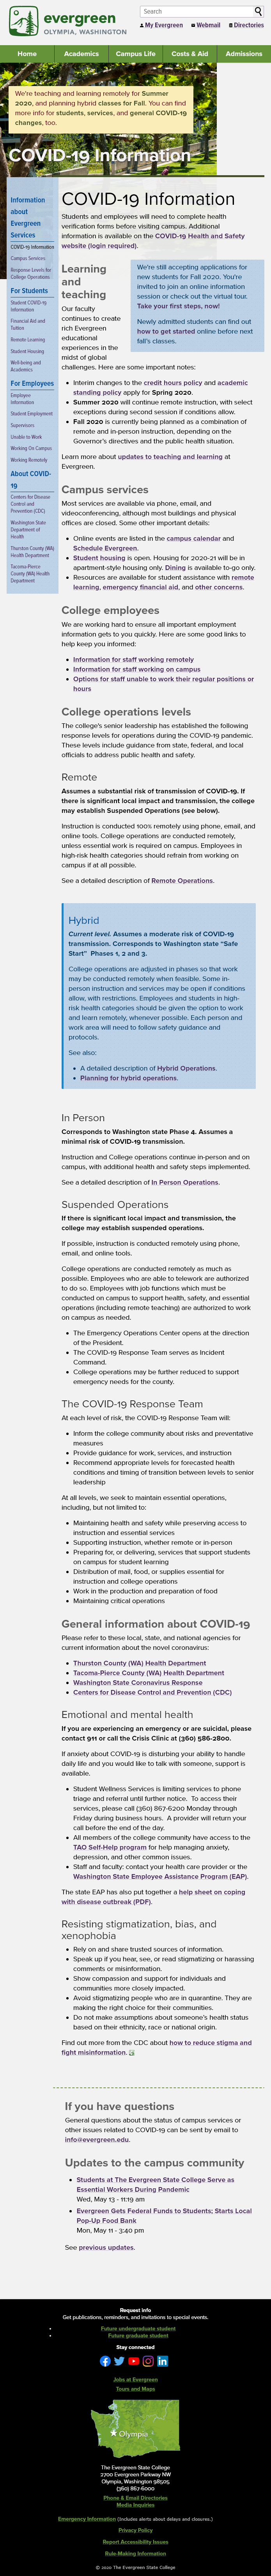 evergreen
OLYMPIA, WASHINGTON
Search
My Evergreen
Webmail
Directories
Home
Academics
Campus Life
Costs & Aid
Admissions
We're teaching and learning remotely for Summer
2020, and planning hybrid classes for Fall. You can find
more info for students, services, and general COVID-19
changes, too.
COVID-19 Information
Information
about
Evergreen
Services
COVID-19 Information
Campus Services
Response Levels for
College Operations
For Students
Student COVID-19
Information
Financial Aid and
Tuition
Remote Learning
Student Housing
Well-being and
Academics
For Employees
Employee
Information
Student Employment
Supervisors
Unable to Work
Working On Campus
Working Remotely
About COVID-
19
Centers for Disease
Control and
Prevention (CDC)
Washington State
Department of
Health
Thurston County (WA)
Health Department
Tacoma-Pierce
County (WA) Health
Department
COVID-19 Information
Students and employees will need to review and submit
verification forms before visiting campus. Additional
information is available on the COVID-19 Health and Safety
website (login required).
Learning
and
teaching
Our faculty
continues to
create relevant
and dynamic
educational
experiences in the
midst of global
challenges and change. Some important notes:
We're still accepting applications for
new students for Fall 2020. You're
invited to join an online information
session or check out the virtual tour.
Take your first steps, now!
Newly admitted students can find out
how to get started online before next
fall's classes.
Interim changes to the credit hours policy and academic
standing policy apply for Spring 2020.
Summer 2020 will continue with remote instruction, with
no face-to-face instruction, except where allowed.
Fall 2020 is currently being planned as a hybrid of
remote and on-campus learning as determined by the
Governor's order. We'll share details as soon as possible.
Learn more about updates to teaching and learning at
Evergreen.
Campus services
Most services are available via phone, email, or
videoconferencing, although most buildings and physical
offices are closed. Many offices continue to offer support
remotely or online.
Online events are listed in the campus calendar and
Schedule Evergreen.
Student housing is open. Housing for 2020-21 will be in
single rooms only. Dining is also available to-go only.
Resources are available for student assistance with remote
learning, emergency financial aid, and other concerns.
College employees
We are working hard to ensure all important employment
information is up-to-date. Here's how you can find helpful
resources and guidance:
Information for staff working remotely
Information for staff working on campus
Options for staff unable to work their regular positions or
hours
College operations levels
The college's leadership has established the following
response levels for operations during the COVID-19 pandemic.
These levels include guidance from state, federal, and local
officials to address public health and safety.
Remote
Assumes a substantial risk of transmission of COVID-19. If
there is significant local impact and transmission, the college
may establish Suspended Operations (see below).
Instruction is conducted 100% remotely using phone, email, and
online tools. College operations are also conducted remotely,
with minimum staff on campus to carry out work. Employees in
high-risk health categories should refrain from working on
campus if at all possible.
See a detailed description of Remote Operations.
Hybrid
Current level. Assumes a moderate risk of COVID-19
transmission. Corresponds to Washington state “Safe
Start” Phases 1, 2 and 3.
College operations are adjusted in phases so that work
may be done on campus or remotely when feasible. Some in-
person instruction and services may be open if conditions
allow, with restrictions. Employees and students in high-
risk health categories should be given the option to work
and learn remotely, whenever possible. Each person and
work area will need to follow safety guidance and
protocols.
See also:
A detailed description of Hybrid Operations.
Planning for hybrid operations.
In Person
Corresponds to Washington state Phase 4. Assumes a
minimal risk of COVID-19 transmission.
Instruction and College operations continue in-person and on
campus, with additional safety and health steps implemented.
See a detailed description of In Person Operations.
Suspended Operations
If there is significant local impact and transmission, the
college may establish suspended operations.
If possible, instruction is conducted remotely using phone,
email, and online tools.
College operations are conducted remotely as much as
possible. Employees who are able to telework are authorized
to do so. Employees with job functions which must be
conducted on campus to support health, safety, and essential
operations (including remote teaching) are authorized to work
on campus as needed.
The Emergency Operations Center opens at the direction
of the President.
The COVID-19 Response Team serves as Incident
Command.
College operations may be further reduced to support
emergency needs for the county.
The COVID-19 Response Team
At each level of risk, the COVID-19 Response Team will:
Inform the college community about risks and preventative
measures
Provide guidance for work, services, and instruction
Recommend appropriate levels for forecasted health
conditions and timing of transition between levels to senior
leadership
At all levels, we seek to maintain essential operations,
including, but not limited to:
Maintaining health and safety while preserving access to
instruction and essential services
Supporting instruction, whether remote or in-person
Preparing for, or delivering, services that support students
on campus for student learning
Distribution of mail, food, or supplies essential for
instruction and college operations
Work in the production and preparation of food
Maintaining critical operations
General information about COVID-19
Please refer to these local, state, and national agencies for
current information about the novel coronavirus:
Thurston County (WA) Health Department
Tacoma-Pierce County (WA) Health Department
Washington State Coronavirus Response
Centers for Disease Control and Prevention (CDC)
Emotional and mental health
If you are experiencing an emergency or are suicidal, please
contact 911 or call the Crisis Clinic at (360) 586-2800.
If anxiety about COVID-19 is disturbing your ability to manage
daily life and you would like to talk with someone, support is
available.
Student Wellness Services is limiting services to phone
triage and referral until further notice. To access their
services, please call (360) 867-6200 Monday through
Friday during business hours. A provider will return your
call before the end of the day.
All members of the college community have access to the
TAO Self-Help program for help managing anxiety,
depression, and other common issues.
Staff and faculty: contact your health care provider or the
Washington State Employee Assistance Program (EAP).
The state EAP has also put together a help sheet on coping
with disease outbreak (PDF).
Resisting stigmatization, bias, and
xenophobia
Rely on and share trusted sources of information.
Speak up if you hear, see, or read stigmatizing or harassing
comments or misinformation.
Show compassion and support for individuals and
communities more closely impacted.
Avoid stigmatizing people who are in quarantine. They are
making the right choice for their communities.
Do not make assumptions about someone's health status
based on their ethnicity, race or national origin.
Find out more from the CDC about how to reduce stigma and
fight misinformation.
If you have questions
General questions about the status of campus services or
other issues related to COVID-19 can be sent by email to
info@evergreen.edu.
Updates to the campus community
Students at The Evergreen State College Serve as
Essential Workers During Pandemic
Wed, May 13 - 11:19 am
Evergreen Gets Federal Funds to Students; Starts Local
Pop-Up Food Bank
Mon, May 11 - 3:40 pm
See previous updates.
Request info
Get publications, reminders, and invitations to special events.
Future undergraduate student
Future graduate student
Stay connected
Jobs at Evergreen
Tours and Maps
Olympia
The Evergreen State College
2700 Evergreen Parkway NW
Olympia, Washington 98505
(360) 867-6000
Phone & Email Directories
Media Inquiries
Emergency Information (Includes alerts about delays and closures.)
Privacy Policy
Report Accessibility Issues
Rule-Making Information
© 2020 The Evergreen State College